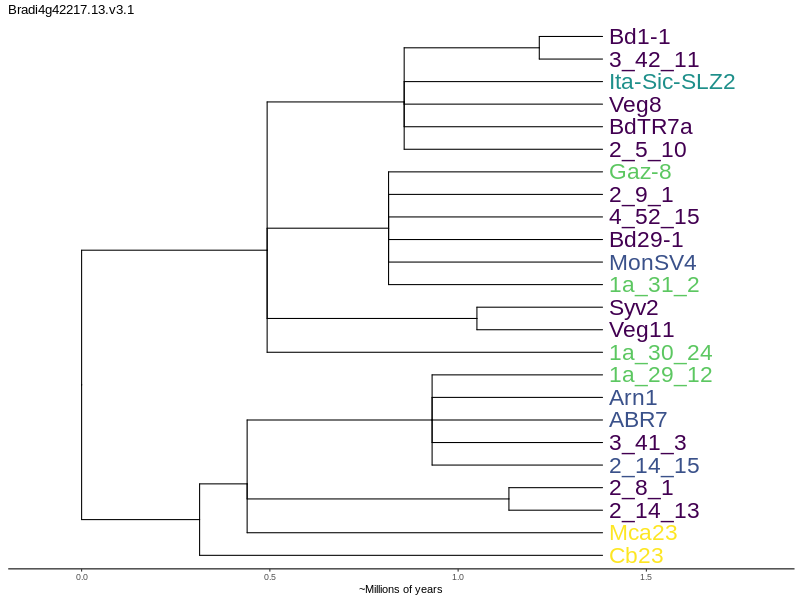 Bradi4g42217.13.v3.1
Bd1-1
3_42_11
Ita-Sic-SLZ2
Veg8
BdTR7a
2_5_10
Gaz-8
2_9_1
4_52_15
Bd29-1
MonSV4
1a_31_2
Syv2
Veg11
1a_30_24
1a_29_12
Arn1
ABR7
3_41_3
2_14_15
2_8_1
2_14_13
Mca23
Cb23
0.0 0.5 1.0 1.5
~Millions of years